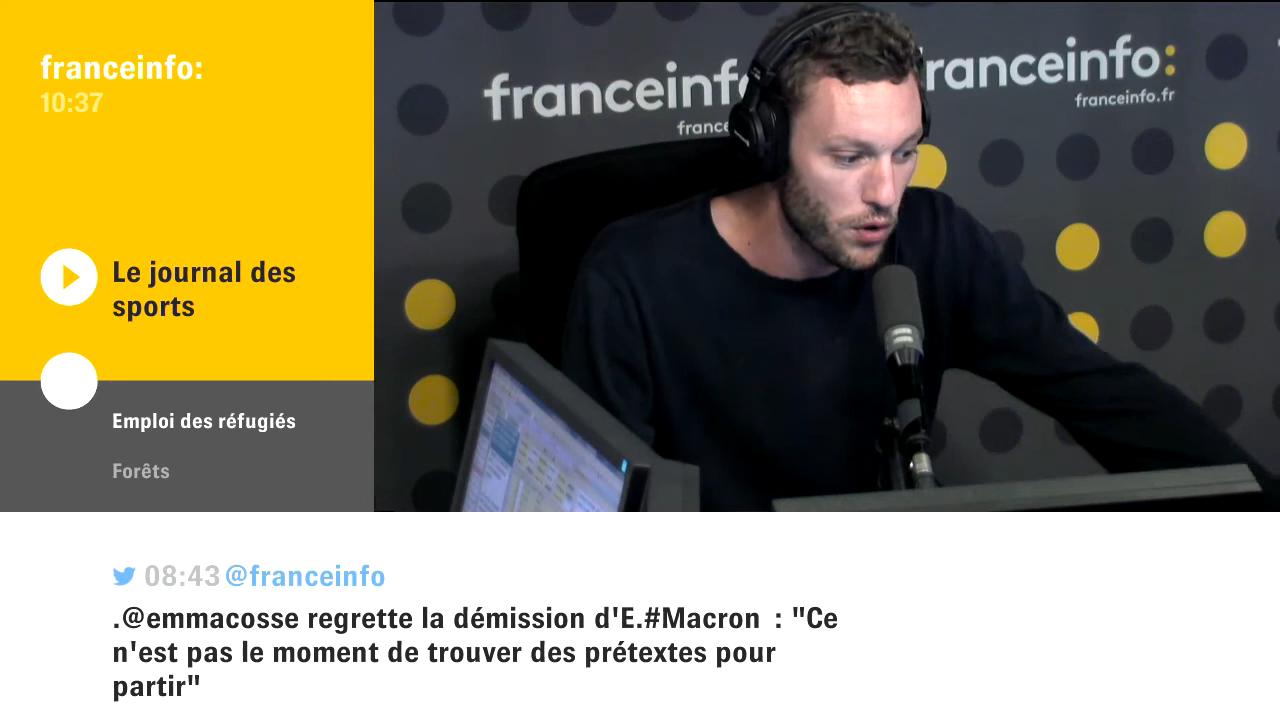 franceinfo:
10:37
Le journal des
sports
Emploi des réfugiés
Forêts
franceinfo
france
franceinfo:
franceinfo.fr
08:43 @franceinfo
.@emmacosse regrette la démission d'E.#Macron : "Ce
n'est pas le moment de trouver des prétextes pour
partir"